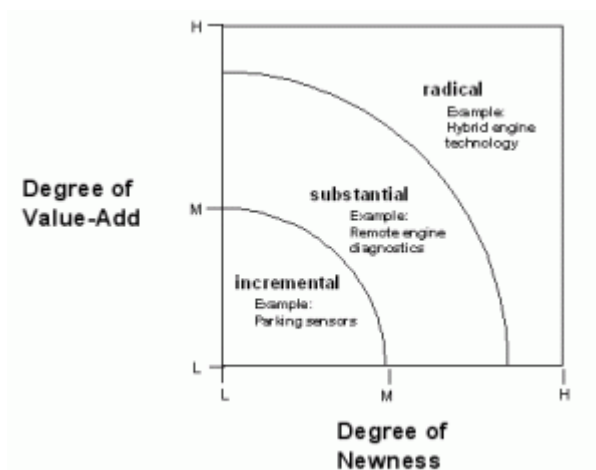 H
radical
Example:
Hybrid engine
technology
Degree of
Value-Add
M
substantial
Example:
Remote engine
diagnostics
incremental
Example:
Parking sensors
L
L
M
H
Degree of
Newness